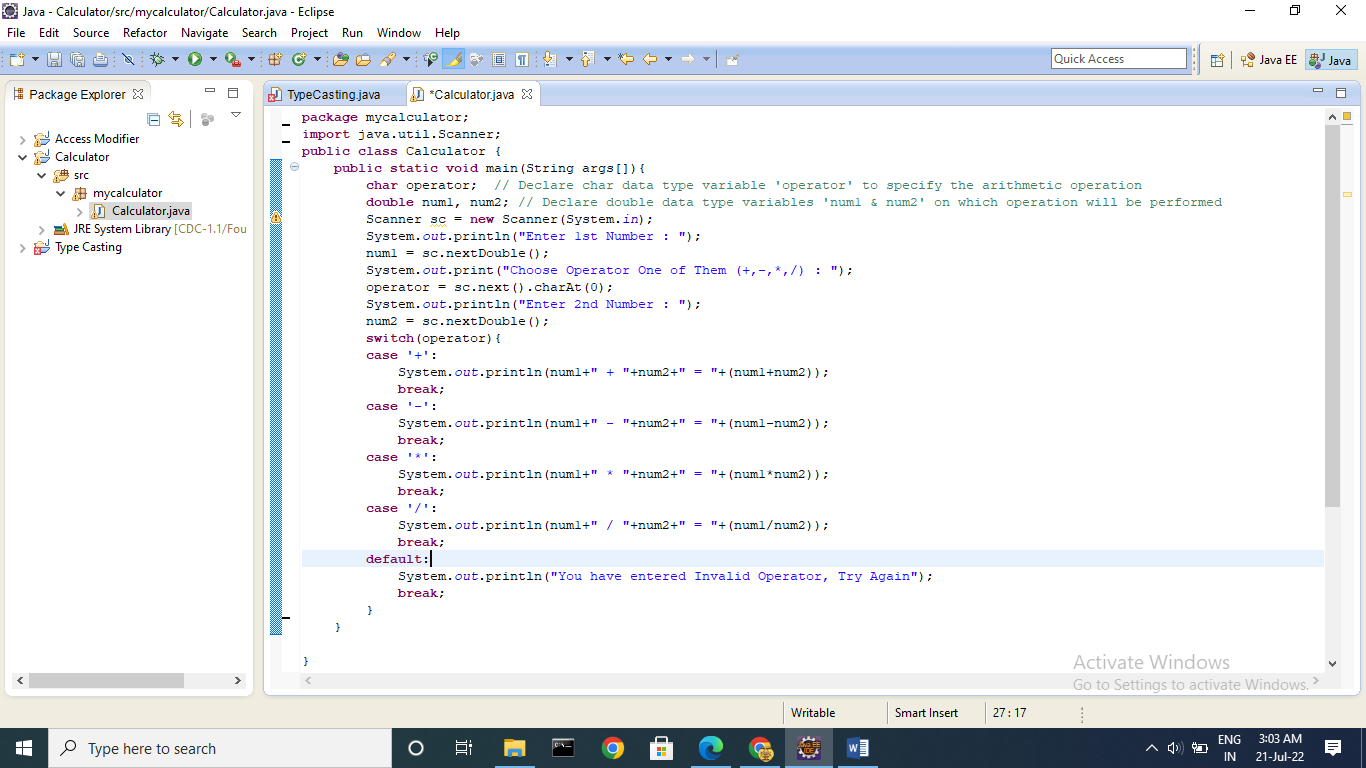 Java - Calculator/src/mycalculator/Calculator.java - Eclipse
File Edit Source Refactor Navigate Search Project Run Window Help
Quick Access
Java EE
Java
Package Explorer
Access Modifier
Calculator
src
mycalculator
Calculator.java
JRE System Library [CDC-1.1/Fou
Type Casting
TypeCasting.java
*Calculator.java
package mycalculator;
import java.util.Scanner;
public class Calculator {
    public static void main(String args[]){
        char operator;  // Declare char data type variable 'operator' to specify the arithmetic operation
        double num1, num2; // Declare double data type variables 'num1 & num2' on which operation will be performed
        Scanner sc = new Scanner(System.in);
        System.out.println("Enter 1st Number : ");
        num1 = sc.nextDouble();
        System.out.print("Choose Operator One of Them (+,-,*,/) : ");
        operator = sc.next().charAt(0);
        System.out.println("Enter 2nd Number : ");
        num2 = sc.nextDouble();
        switch(operator){
        case '+':
            System.out.println(num1+" + "+num2+" = "+(num1+num2));
            break;
        case '-':
            System.out.println(num1+" - "+num2+" = "+(num1-num2));
            break;
        case '*':
            System.out.println(num1+" * "+num2+" = "+(num1*num2));
            break;
        case '/':
            System.out.println(num1+" / "+num2+" = "+(num1/num2));
            break;
        default:
            System.out.println("You have entered Invalid Operator, Try Again");
            break;
        }
    }
}
Activate Windows
Go to Settings to activate Windows.
Writable
Smart Insert
27 : 17
Type here to search
ENG
IN
3:03 AM
21-Jul-22